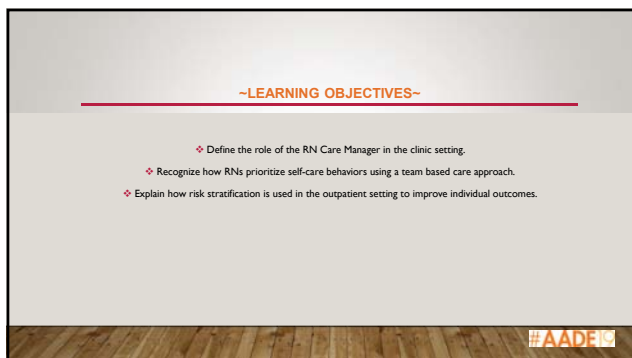 ~LEARNING OBJECTIVES~
❖ Define the role of the RN Care Manager in the clinic setting.
❖ Recognize how RNs prioritize self-care behaviors using a team based care approach.
❖ Explain how risk stratification is used in the outpatient setting to improve individual outcomes.
#AADE19